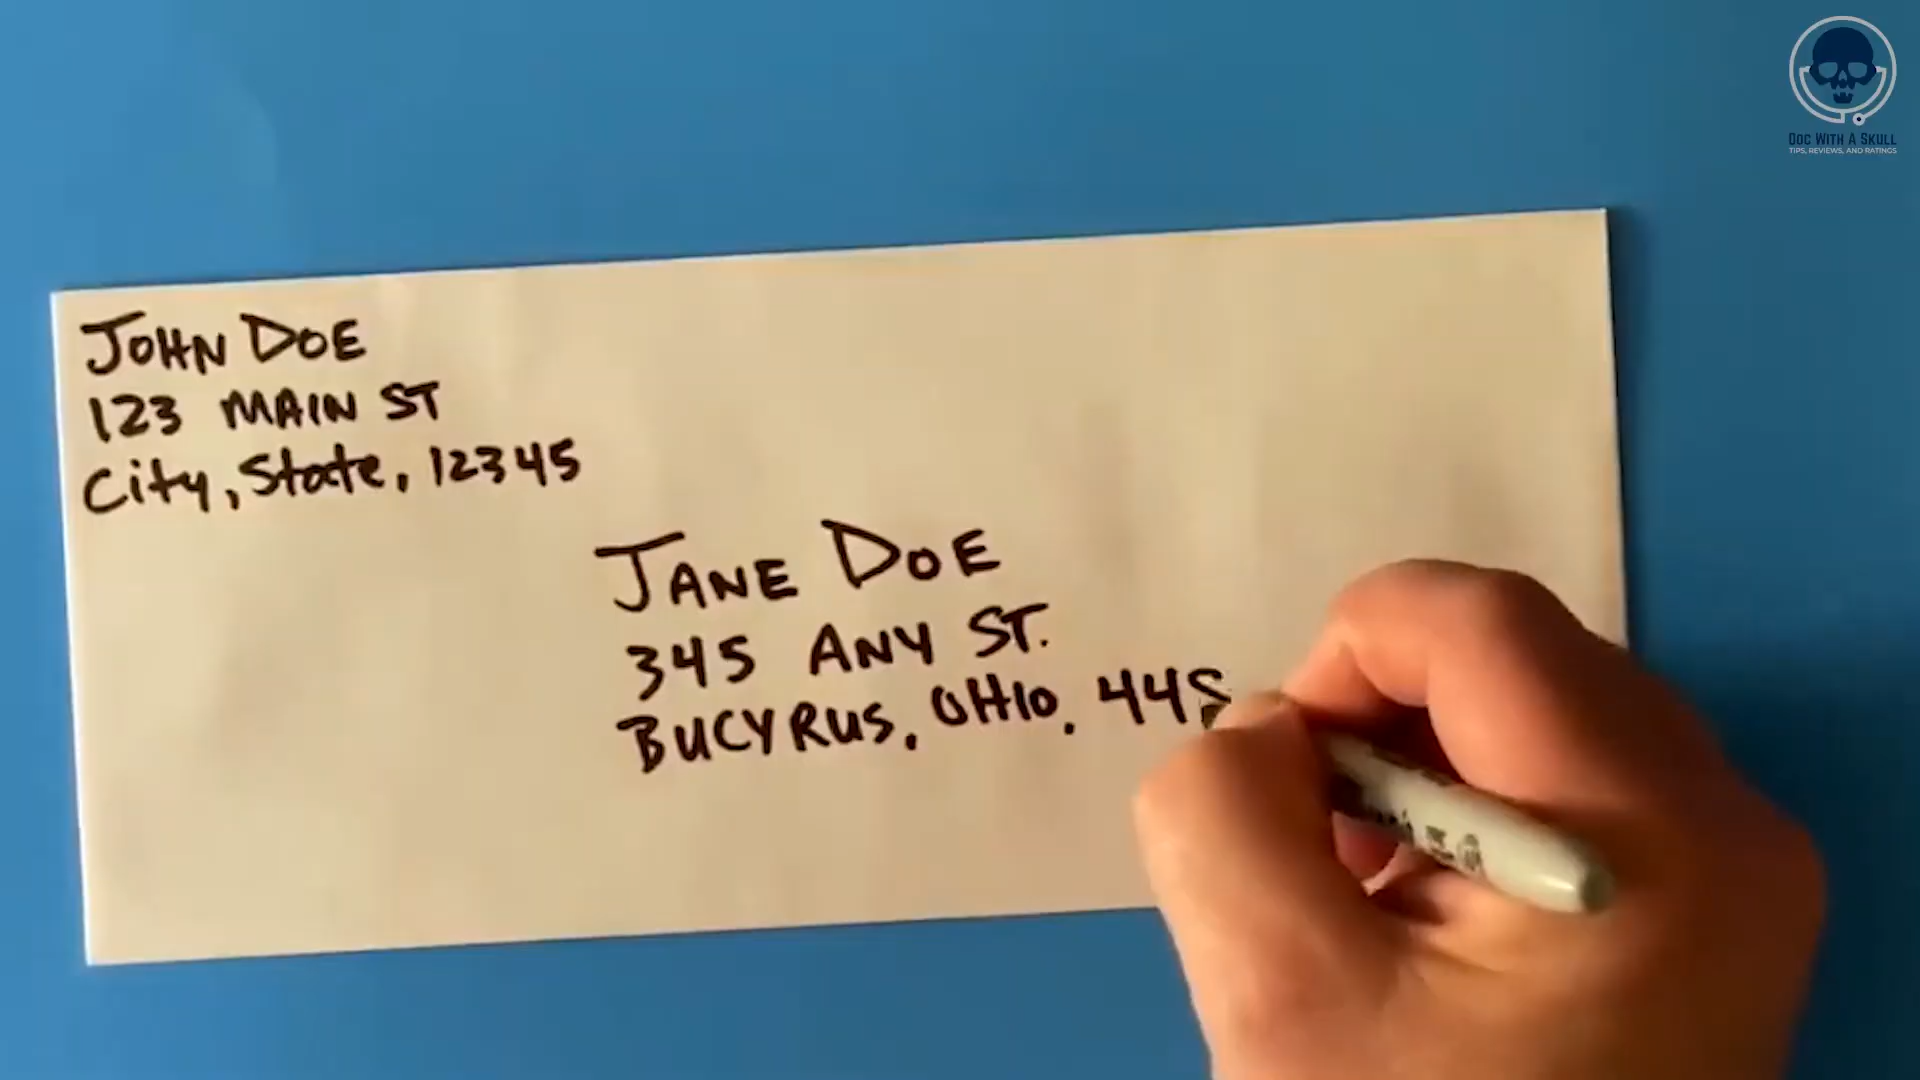 DOC WITH A SKULL
TIPS, REVIEWS, AND RATINGS
JOHN DOE
123 MAIN ST
City, State, 12345
JANE DOE
345 ANY ST.
BUCYRUS, OHIO, 44